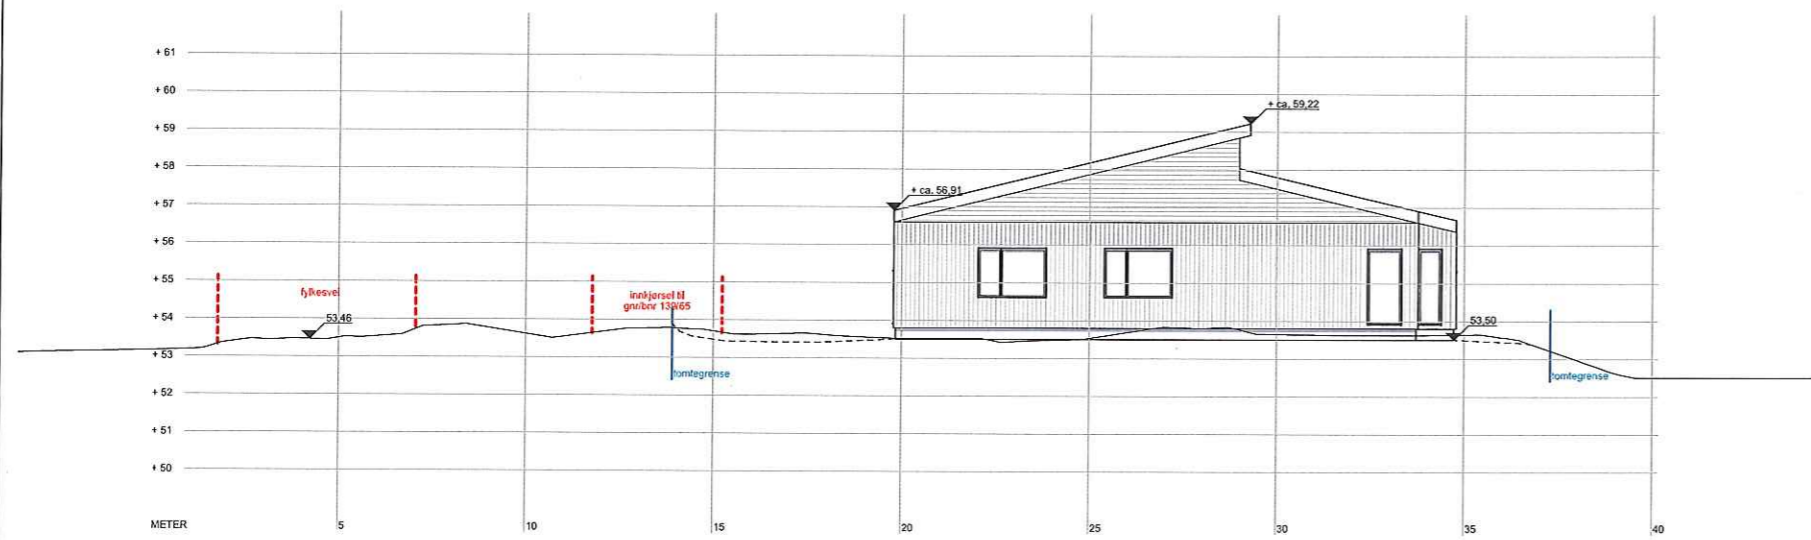 + 61
+ 60
+ 59
+ 58
+ 57
+ 56
+ 55
+ 54
+ 53
+ 52
+ 51
+ 50
+ ca. 59,22
+ ca. 56,91
fylkesvei
53,46
innkjørsel til
gnr/bnr 139/65
tomtegrense
53,50
tomtegrense
METER 5 10 15 20 25 30 35 40